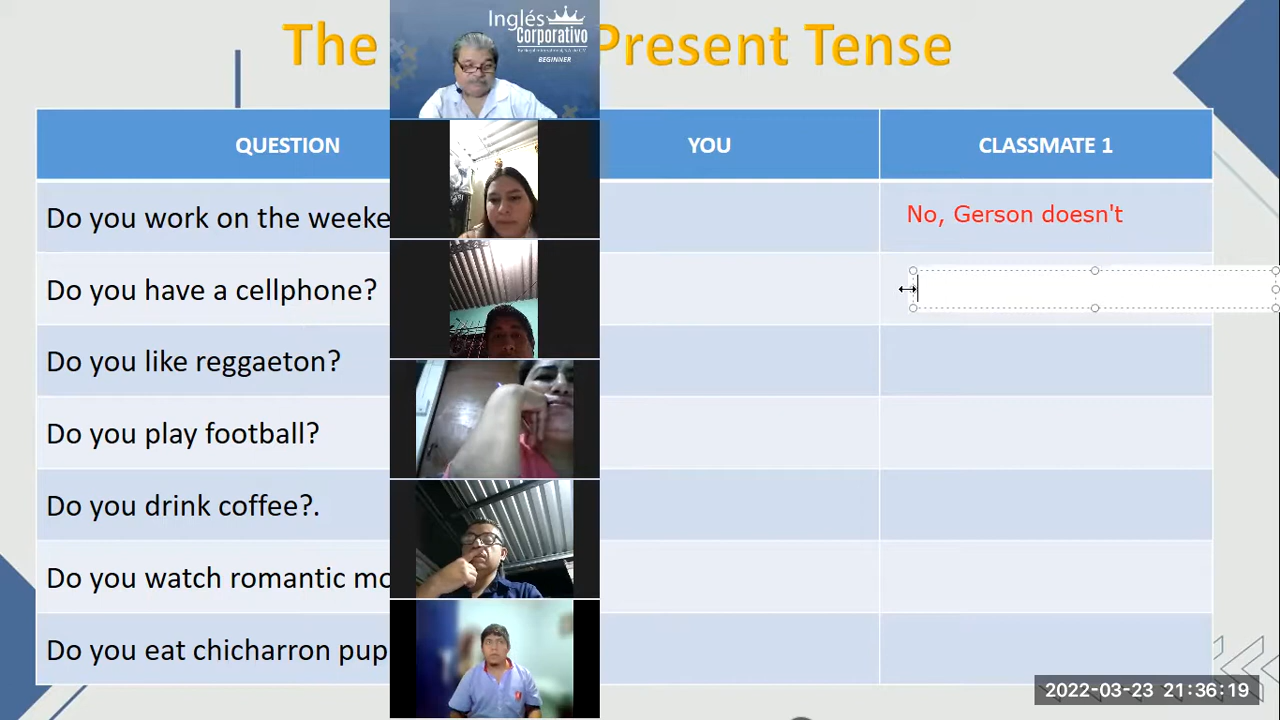 The Present Tense
Inglés
Corporativo
BEGINNER
QUESTION YOU CLASSMATE 1
Do you work on the weeke No, Gerson doesn't
Do you have a cellphone?
Do you like reggaeton?
Do you play football?
Do you drink coffee?.
Do you watch romantic mo
Do you eat chicharron pup
2022-03-23 21:36:19